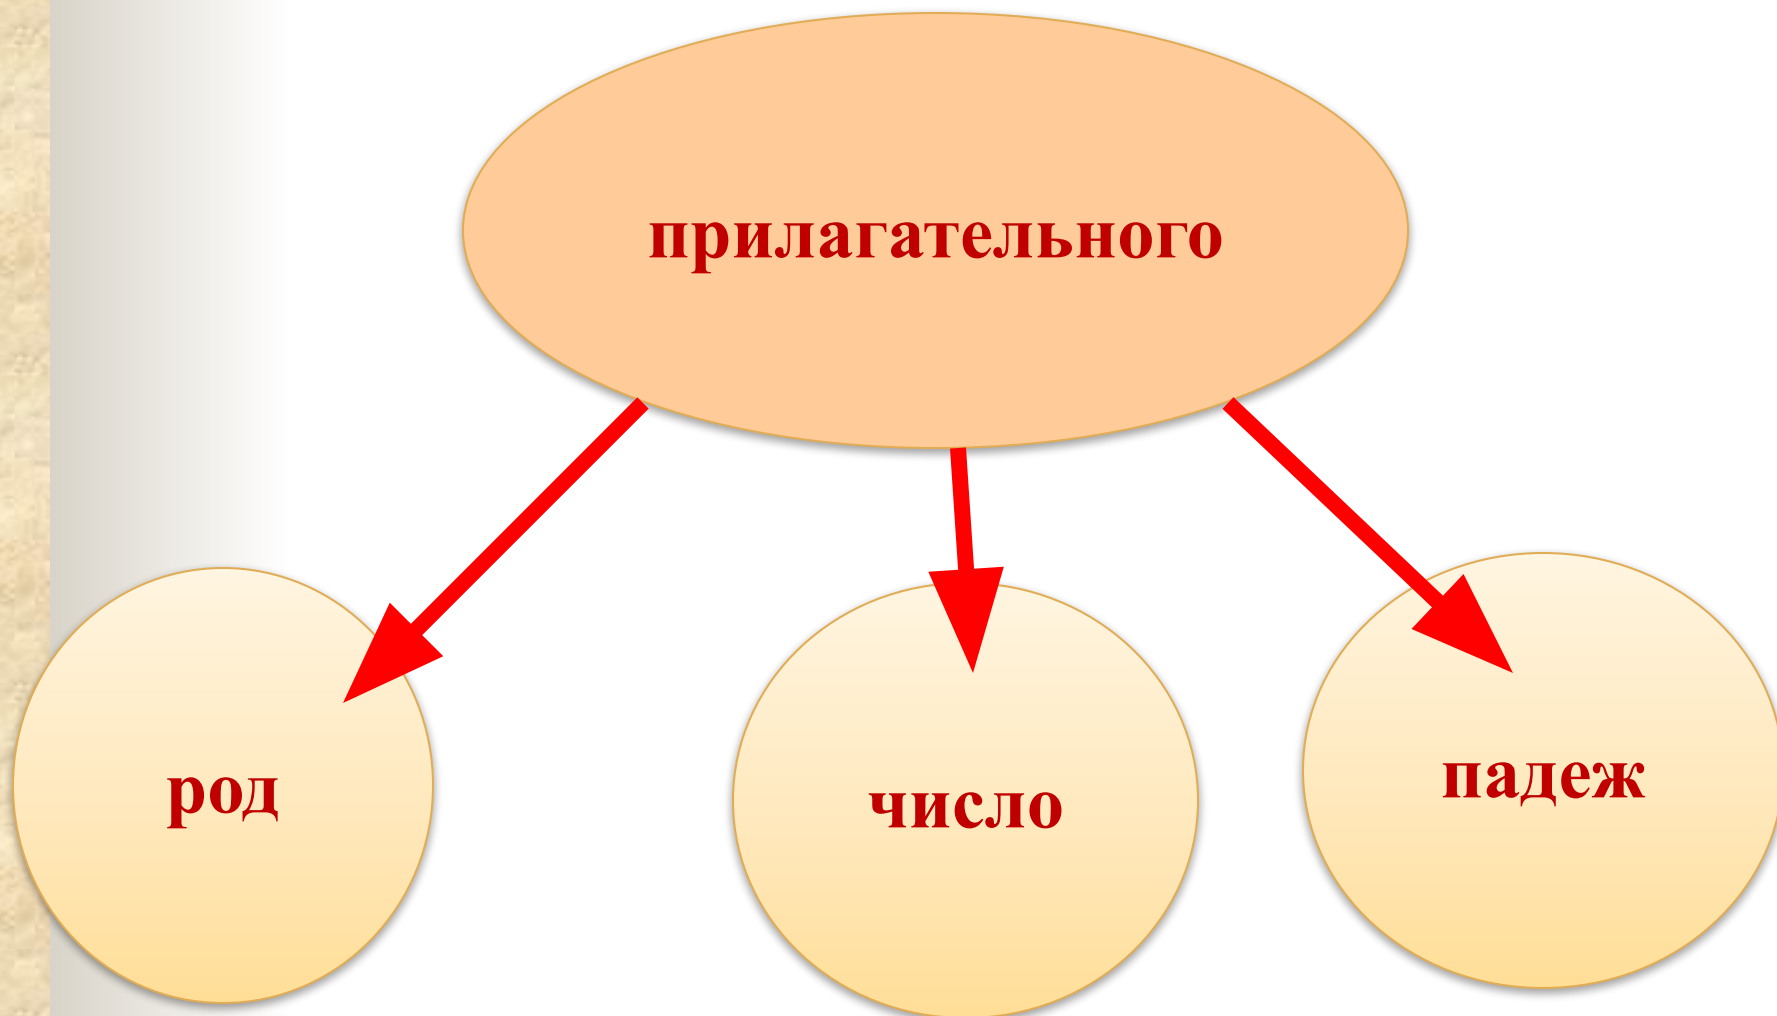 прилагательного
род
число
падеж